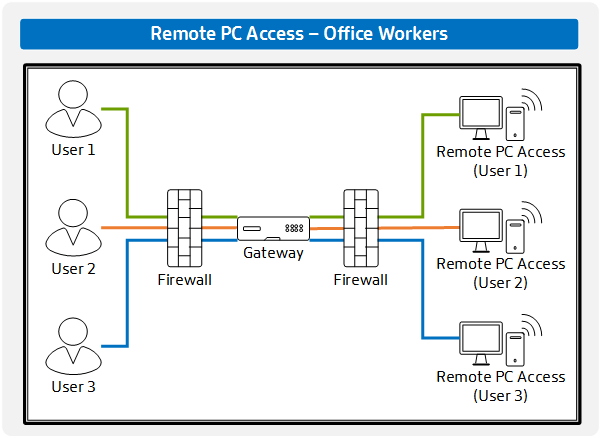 Remote PC Access – Office Workers
User 1
Remote PC Access
(User 1)
User 2
Firewall
Gateway
Firewall
Remote PC Access
(User 2)
User 3
Remote PC Access
(User 3)